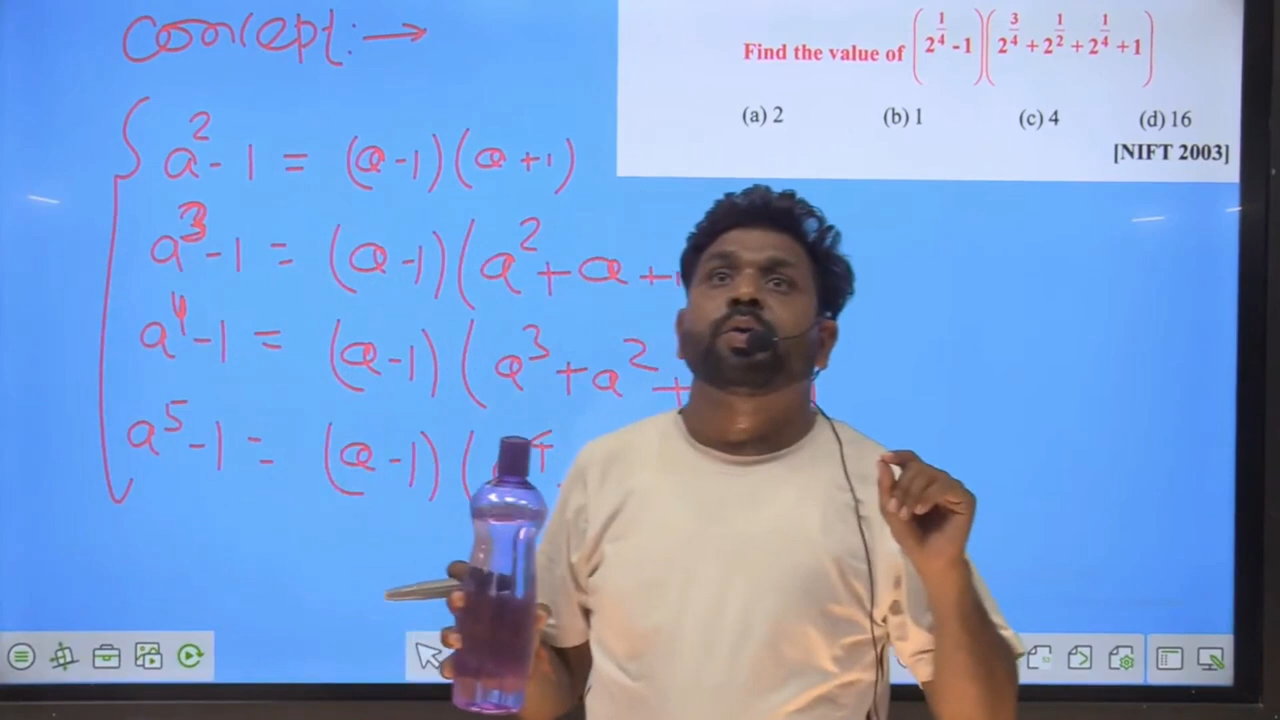 concept:→
a²-1 = (a-1)(a+1)
a³-1 = (a-1)(a²+a+1
a⁴-1 = (a-1)(a³+a²+
a⁵-1 = (a-1)(a⁴
Find the value of (2^{1/4}-1)(2^{3/4}+2^{1/2}+2^{1/4}+1)
(a) 2 (b) 1 (c) 4 (d) 16
[NIFT 2003]